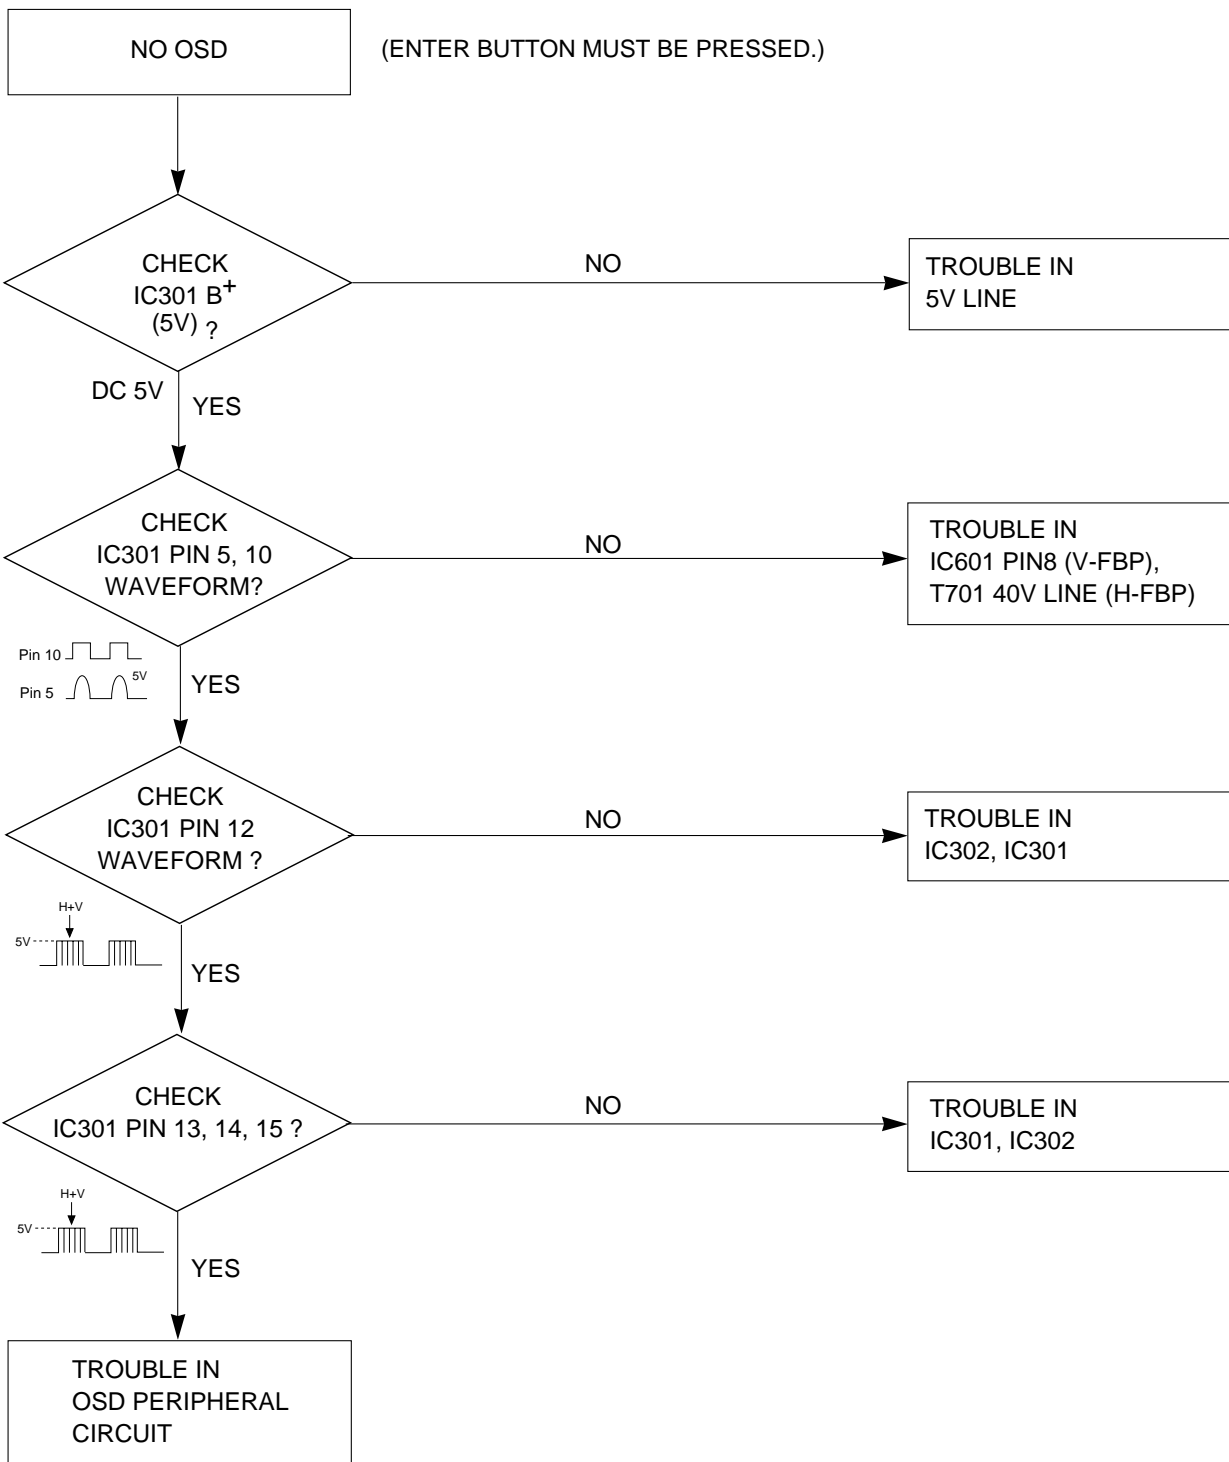 NO OSD
(ENTER BUTTON MUST BE PRESSED.)
CHECK
IC301 B+
(5V) ?
NO
TROUBLE IN
5V LINE
DC 5V
YES
CHECK
IC301 PIN 5, 10
WAVEFORM?
NO
TROUBLE IN
IC601 PIN8 (V-FBP),
T701 40V LINE (H-FBP)
Pin 10
5V
Pin 5
YES
CHECK
IC301 PIN 12
WAVEFORM ?
NO
TROUBLE IN
IC302, IC301
H+V
5V
YES
CHECK
IC301 PIN 13, 14, 15 ?
NO
TROUBLE IN
IC301, IC302
H+V
5V
YES
TROUBLE IN
OSD PERIPHERAL
CIRCUIT